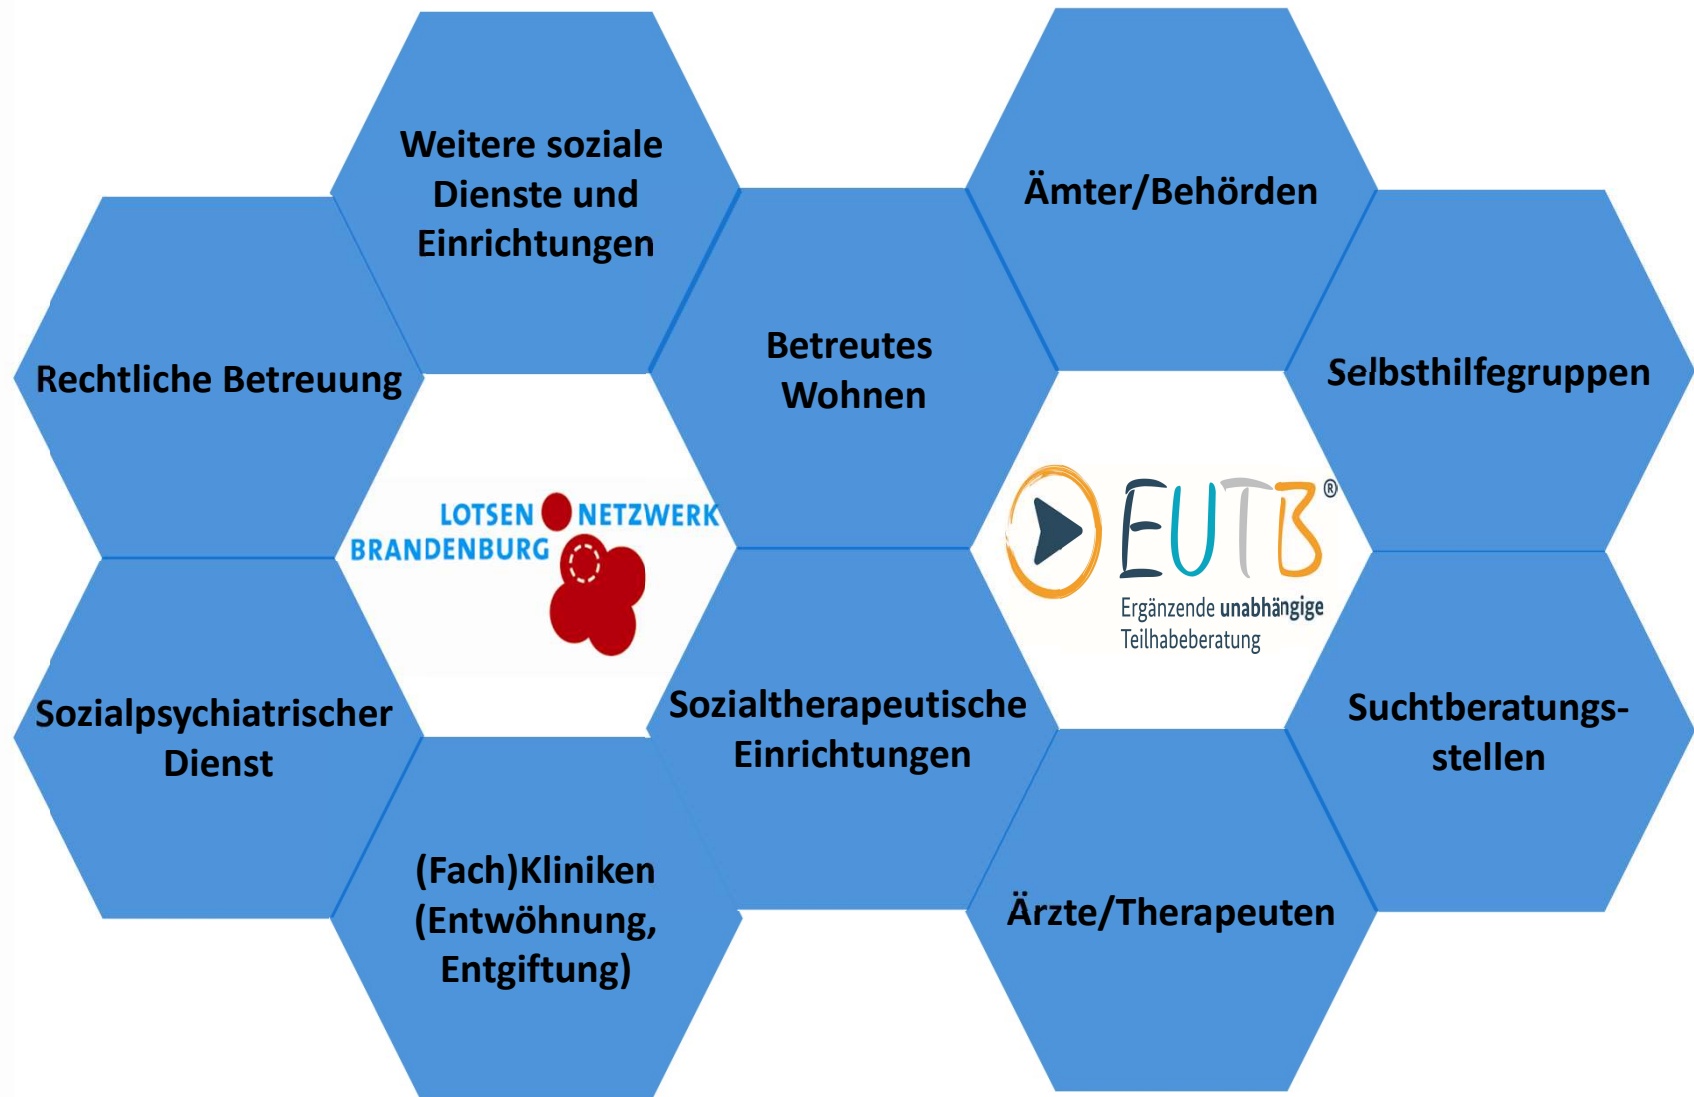 Weitere soziale
Dienste und
Einrichtungen
Ämter/Behörden
Rechtliche Betreuung
Betreutes
Wohnen
Selbsthilfegruppen
LOTSEN NETZWERK
BRANDENBURG
EUTB®
Ergänzende unabhängige
Teilhabeberatung
Sozialpsychiatrischer
Dienst
Sozialtherapeutische
Einrichtungen
Suchtberatungs-
stellen
(Fach)Kliniken
(Entwöhnung,
Entgiftung)
Ärzte/Therapeuten